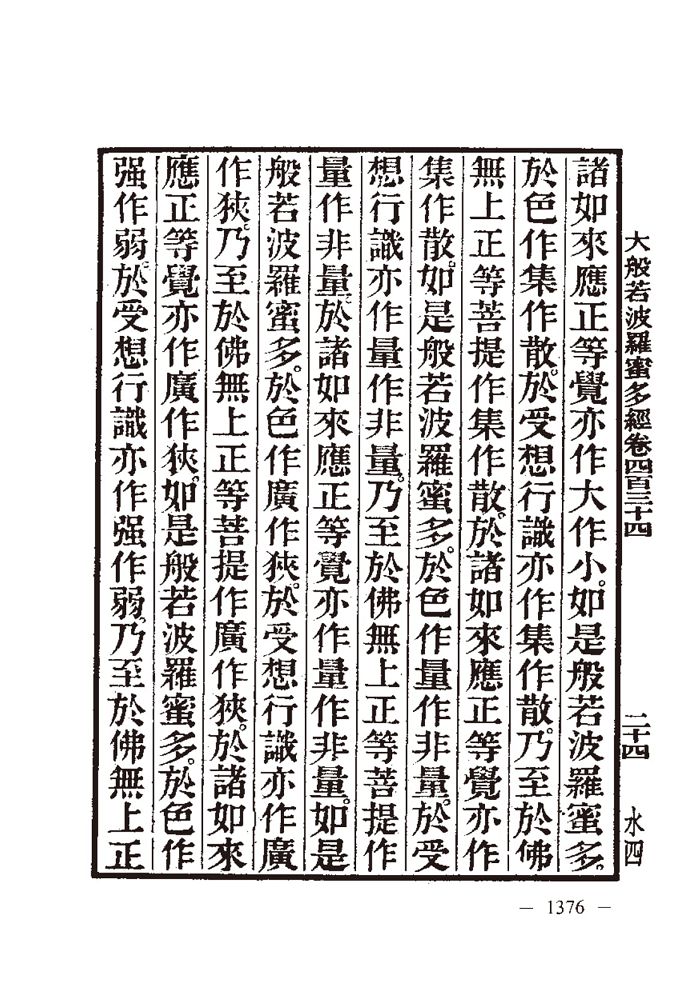 大般若波羅蜜多經卷四百三十四　二十四　水四
諸如來應正等覺亦作大作小。如是般若波羅蜜多。
於色作集作散。於受想行識亦作集作散。乃至於佛
無上正等菩提作集作散。於諸如來應正等覺亦作
集作散。如是般若波羅蜜多。於色作量作非量。於受
想行識亦作量作非量。乃至於佛無上正等菩提作
量作非量。於諸如來應正等覺亦作量作非量。如是
般若波羅蜜多。於色作廣作狹。於受想行識亦作廣
作狹。乃至於佛無上正等菩提作廣作狹。於諸如來
應正等覺亦作廣作狹。如是般若波羅蜜多。於色作
强作弱。於受想行識亦作强作弱。乃至於佛無上正
— 1376 —